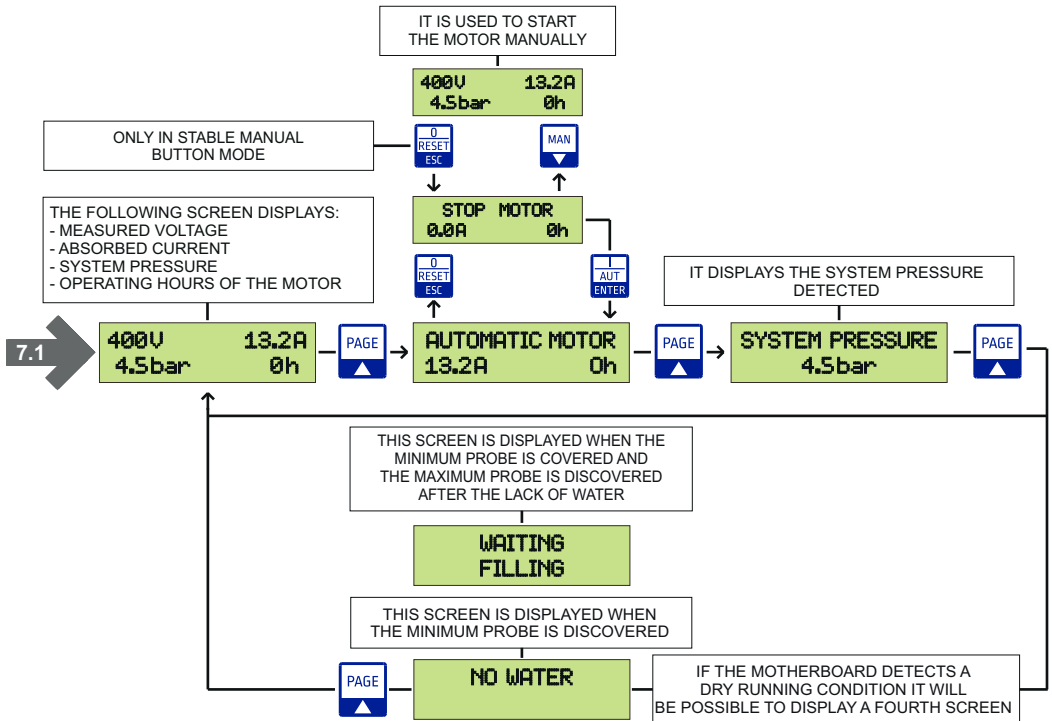 IT IS USED TO START
THE MOTOR MANUALLY
400V 13.2A
4.5bar 0h
ONLY IN STABLE MANUAL
BUTTON MODE
0
RESET
ESC
MAN
THE FOLLOWING SCREEN DISPLAYS:
- MEASURED VOLTAGE
- ABSORBED CURRENT
- SYSTEM PRESSURE
- OPERATING HOURS OF THE MOTOR
STOP MOTOR
0.0A 0h
0
RESET
ESC
I
AUT
ENTER
IT DISPLAYS THE SYSTEM PRESSURE
DETECTED
7.1
400V 13.2A
4.5bar 0h
PAGE
AUTOMATIC MOTOR
13.2A 0h
PAGE
SYSTEM PRESSURE
4.5bar
PAGE
THIS SCREEN IS DISPLAYED WHEN THE
MINIMUM PROBE IS COVERED AND
THE MAXIMUM PROBE IS DISCOVERED
AFTER THE LACK OF WATER
WAITING
FILLING
THIS SCREEN IS DISPLAYED WHEN
THE MINIMUM PROBE IS DISCOVERED
PAGE
NO WATER
IF THE MOTHERBOARD DETECTS A
DRY RUNNING CONDITION IT WILL
BE POSSIBLE TO DISPLAY A FOURTH SCREEN